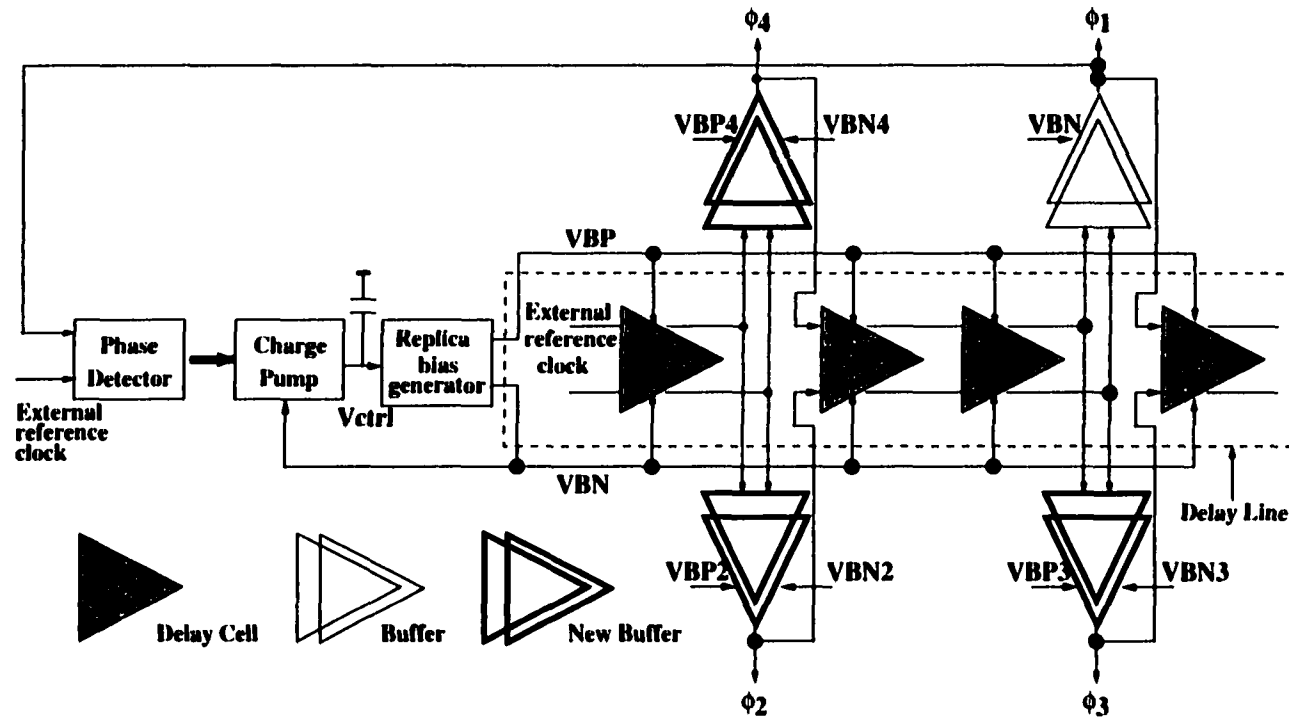 ϕ4
ϕ1
VBP4
VBN4
VBN
VBP
External
reference
clock
Phase
Detector
Charge
Pump
Replica
bias
generator
External
reference
clock
Vctrl
VBN
Delay Line
VBP2
VBN2
VBP3
VBN3
Delay Cell
Buffer
New Buffer
ϕ2
ϕ3